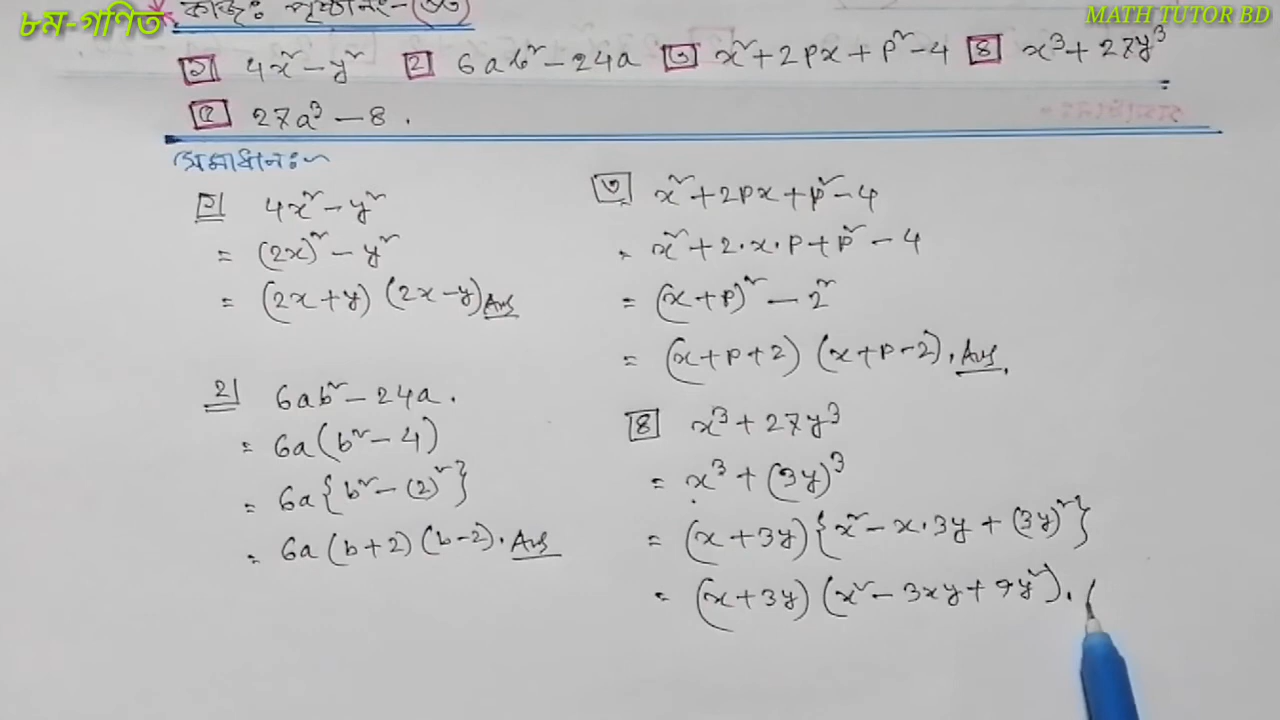 ৮ম-গণিত
MATH TUTOR BD
কাজঃ পৃষ্ঠানং-
১ 4x² - y² ২ 6ab² - 24a ৩ x² + 2px + p² - 4 ৪ x³ + 27y³
৫ 27a³ - 8 .
সমাধানঃ
১ 4x² - y²
= (2x)² - y²
= (2x+y) (2x-y) Ans
২ 6ab² - 24a .
= 6a(b² - 4)
= 6a{b² - (2)²}
= 6a(b+2)(b-2). Ans
৩ x² + 2px + p² - 4
= x² + 2·x·p + p² - 4
= (x+p)² - 2²
= (x+p+2) (x+p-2). Ans.
৪ x³ + 27y³
= x³ + (3y)³
= (x+3y){x² - x·3y + (3y)²}
= (x+3y) (x² - 3xy + 9y²).